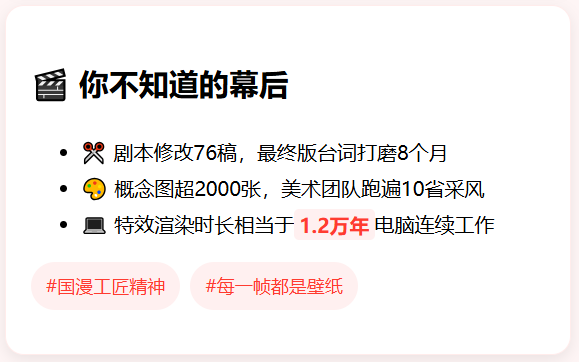 🎬 你不知道的幕后
• ✂️ 剧本修改76稿，最终版台词打磨8个月
• 🎨 概念图超2000张，美术团队跑遍10省采风
• 💻 特效渲染时长相当于1.2万年电脑连续工作
#国漫工匠精神 #每一帧都是壁纸